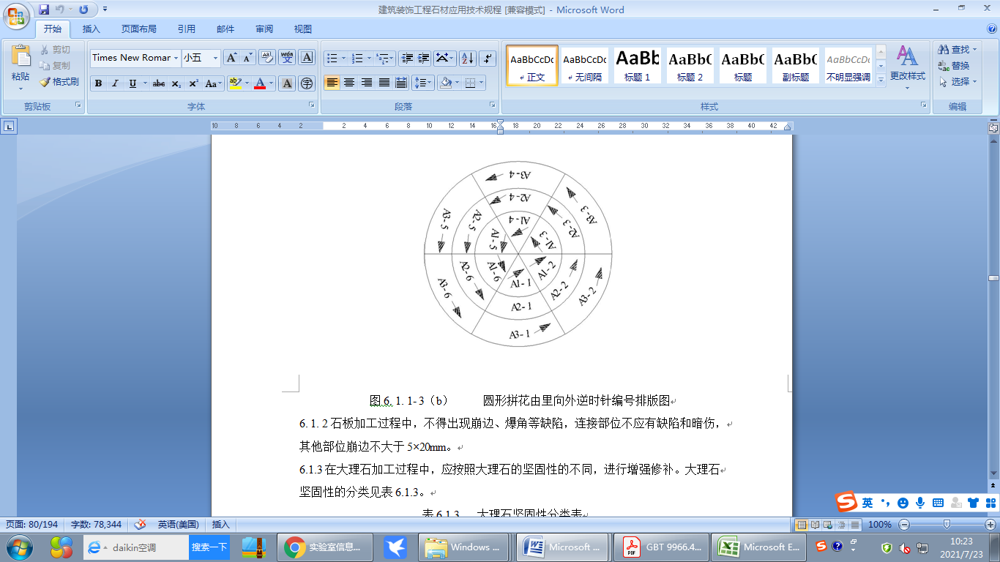 建筑装饰工程石材应用技术规程 [兼容模式] - Microsoft Word
开始 插入 页面布局 引用 邮件 审阅 视图
粘贴
剪切
复制
格式刷
剪贴板
Times New Romar 小五
字体
段落
AaBbCcDc AaBbCcDc AaBb AaBbC AaBbC AaBbC AaBbCcDc
正文 无间隔 标题 1 标题 2 标题 副标题 不明显强调
更改样式
样式
查找
替换
选择
编辑
10 8 6 4 2 2 4 6 8 10 12 14 16 18 20 22 24 26 28 30 32 34 36 38 40 42
A3-4
A2-4
A1-4
A3-5 A2-5 A1-5 A1-3 A2-3 A3-3
A3-6 A2-6 A1-6 A1-2 A2-2 A3-2
A1-1
A2-1
A3-1
图6.1.1-3（b） 圆形拼花由里向外逆时针编号排版图
6.1.2 石板加工过程中，不得出现崩边、爆角等缺陷，连接部位不应有缺陷和暗伤，
其他部位崩边不大于 5×20mm。
6.1.3 在大理石加工过程中，应按照大理石的坚固性的不同，进行增强修补。大理石
坚固性的分类见表 6.1.3。
表 6.1.3 大理石坚固性分类表
英
页面: 80/194 字数: 78,344 英语(美国) 插入 100%
daikin空调 搜索一下 实验室信息... Windows ... Microsoft ... GBT 9966.4... Microsoft E...
10:23
2021/7/23